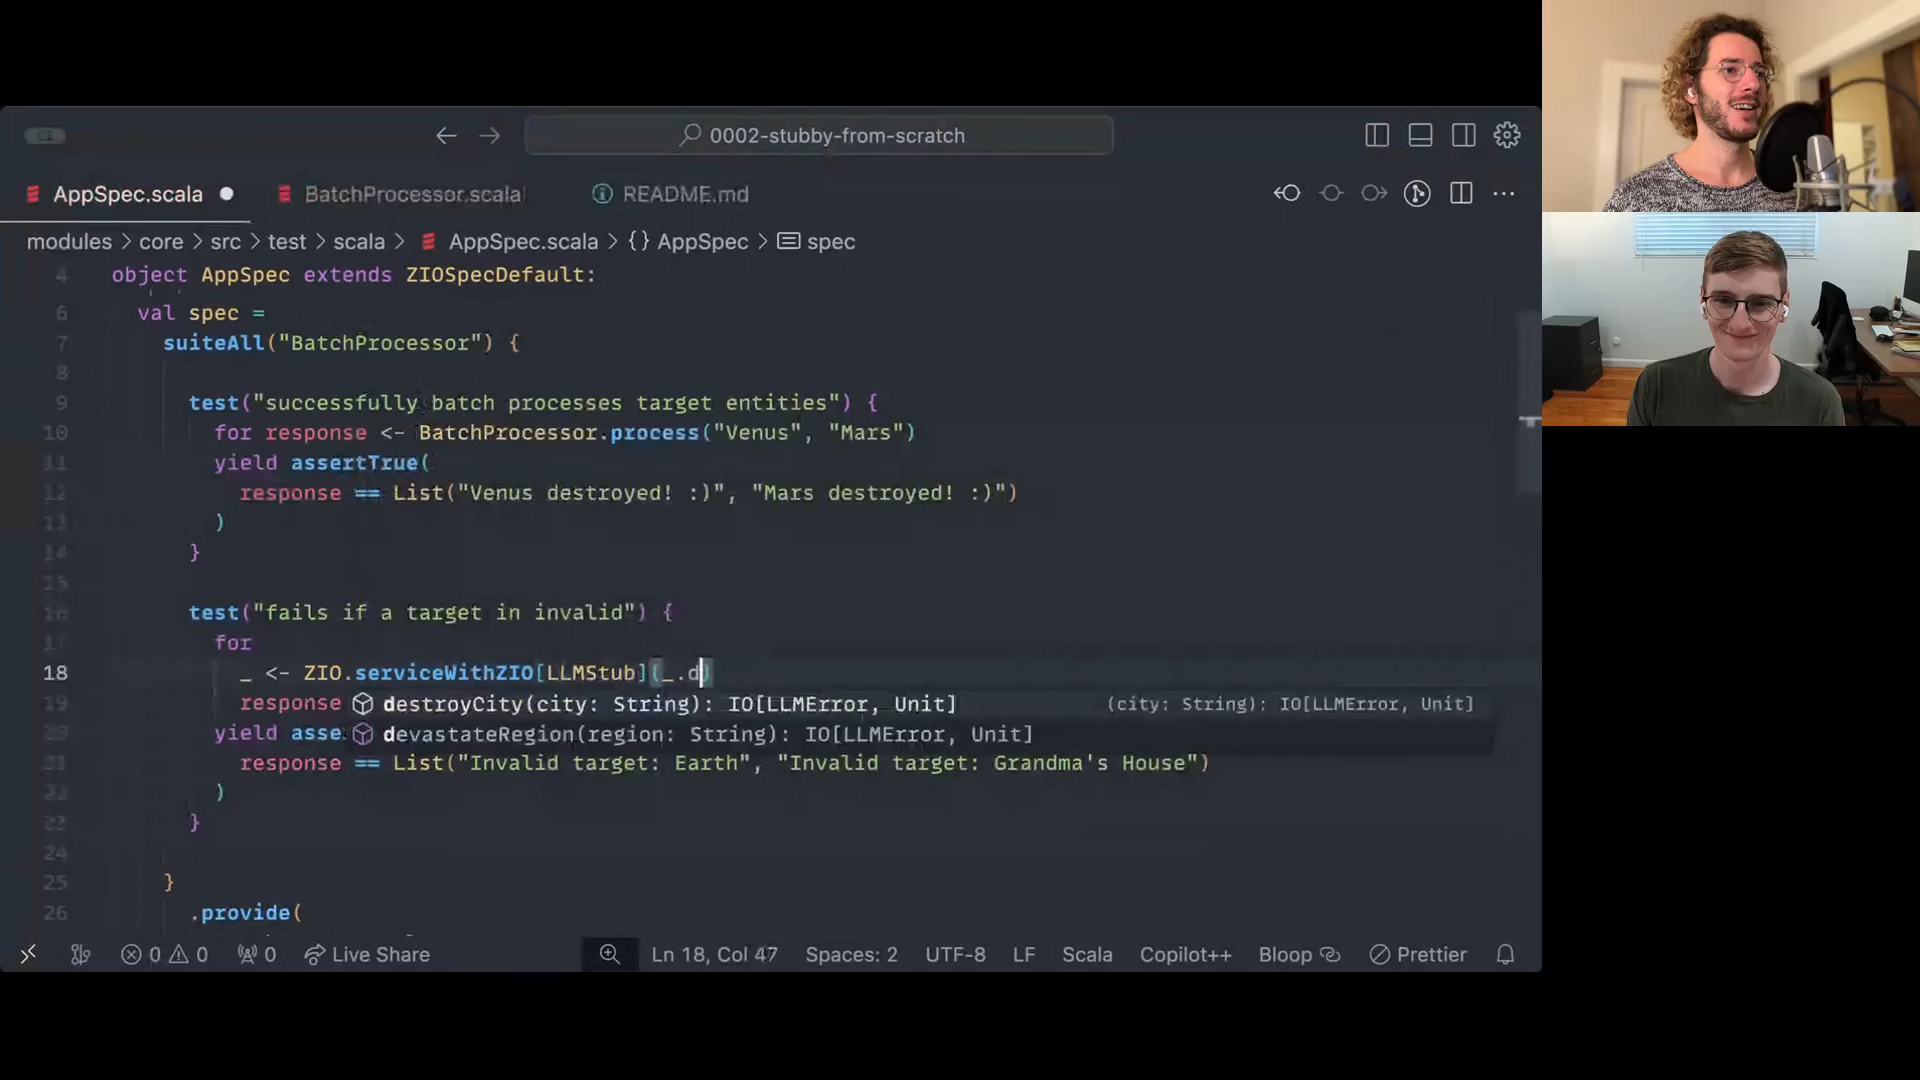 0002-stubby-from-scratch
AppSpec.scala BatchProcessor.scala README.md
modules > core > src > test > scala > AppSpec.scala > {} AppSpec > spec
4 object AppSpec extends ZIOSpecDefault:
6 val spec =
7 suiteAll("BatchProcessor") {
8
9 test("successfully batch processes target entities") {
10 for response <- BatchProcessor.process("Venus", "Mars")
11 yield assertTrue(
12 response == List("Venus destroyed! :)", "Mars destroyed! :)")
13 )
14 }
15
16 test("fails if a target in invalid") {
17 for
18 _ <- ZIO.serviceWithZIO[LLMStub](_.d)
19 response destroyCity(city: String): IO[LLMError, Unit] (city: String): IO[LLMError, Unit]
20 yield asse devastateRegion(region: String): IO[LLMError, Unit]
21 response == List("Invalid target: Earth", "Invalid target: Grandma's House")
22 )
23 }
24
25 }
26 .provide(
0 0 0 Live Share Ln 18, Col 47 Spaces: 2 UTF-8 LF Scala Copilot++ Bloop Prettier